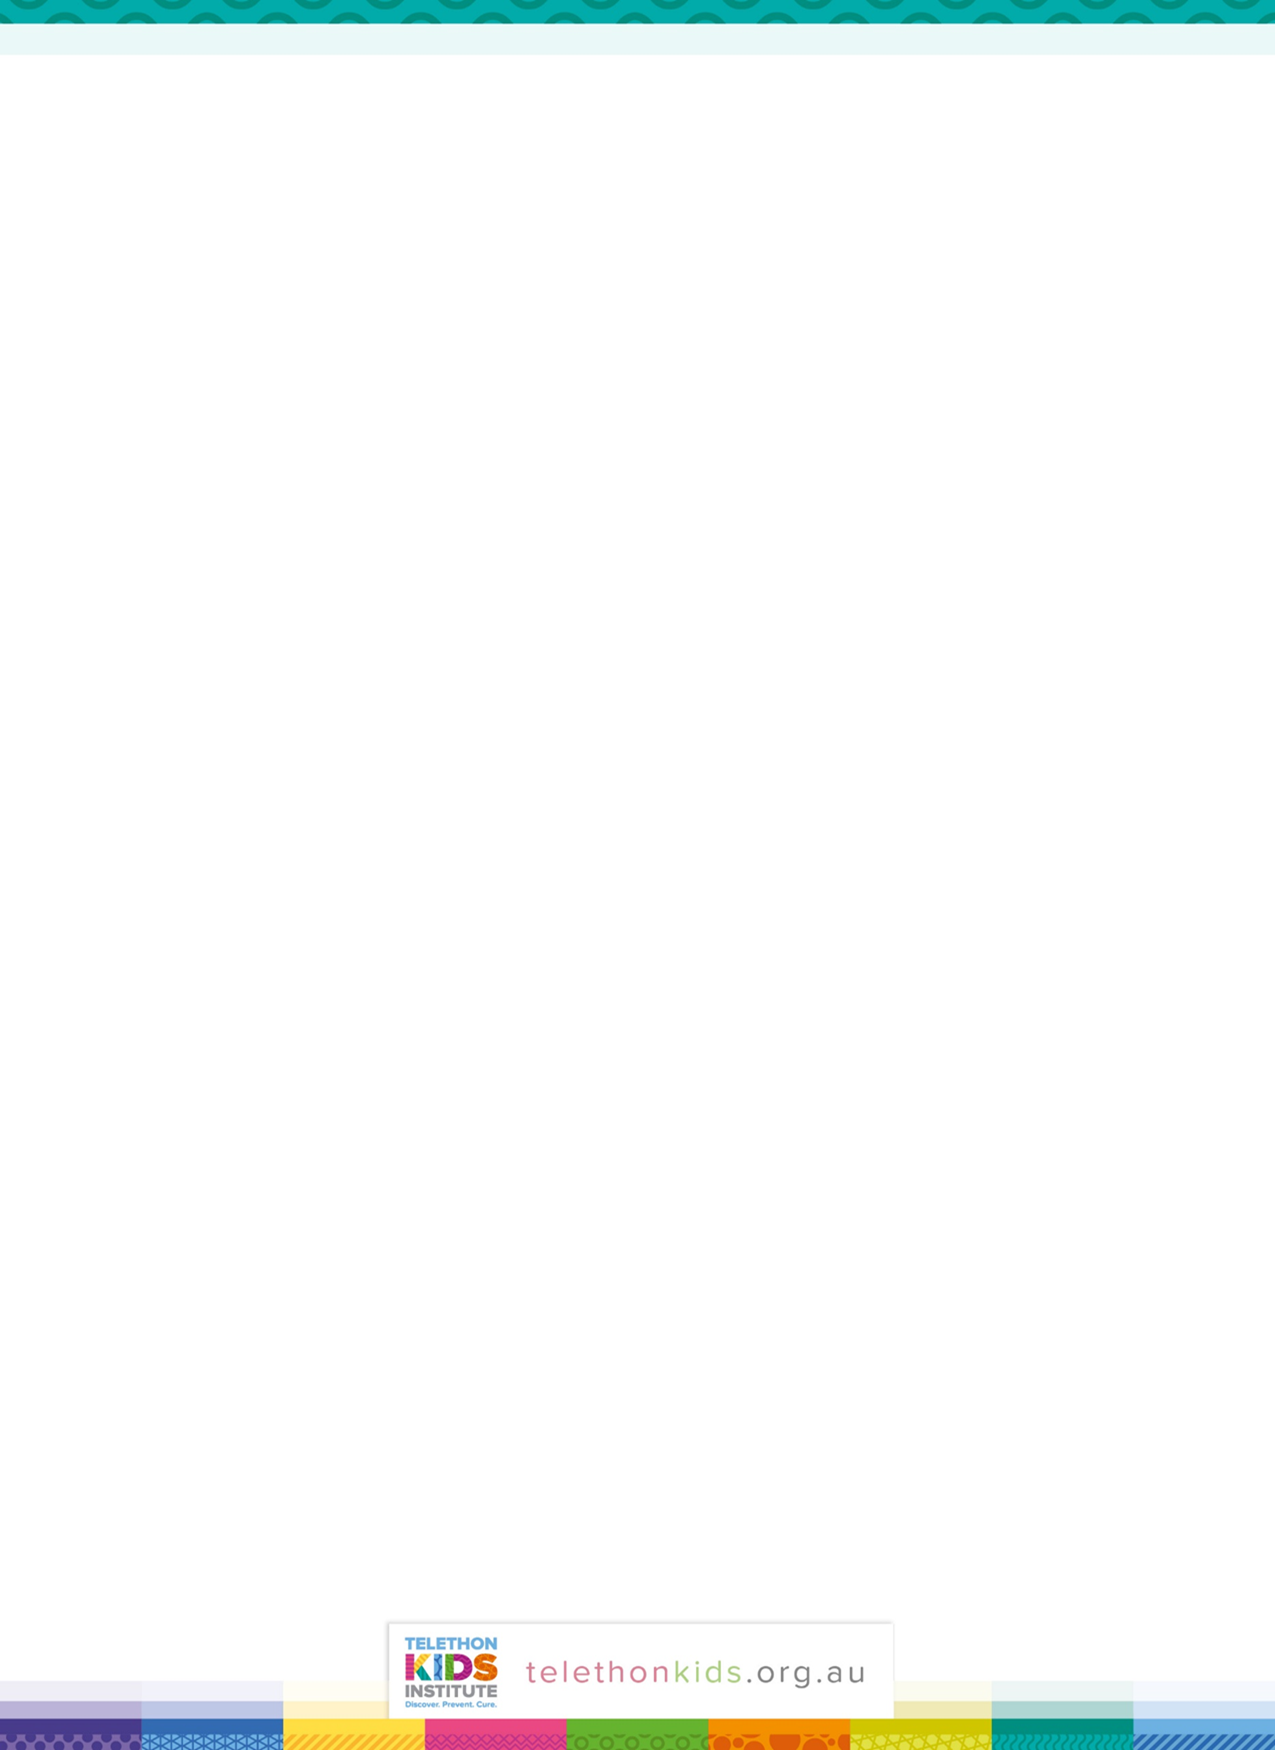 TELETHON
KIDS
INSTITUTE
Discover. Prevent. Cure.
telethonkids.org.au